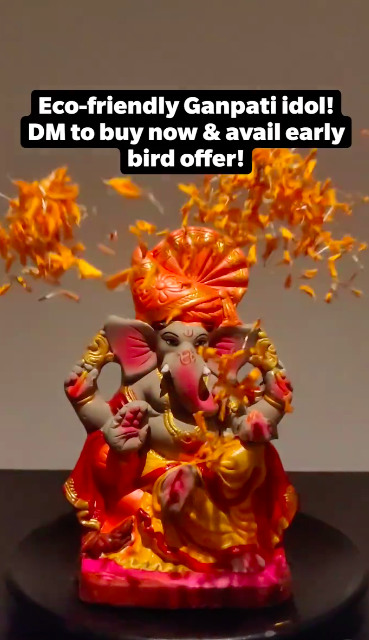 Eco-friendly Ganpati idol!
DM to buy now & avail early
bird offer!